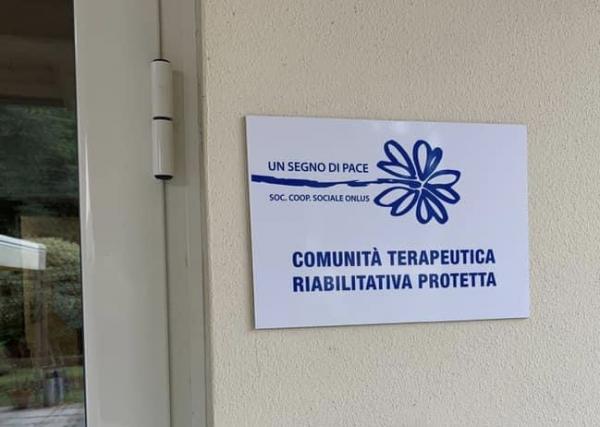 UN SEGNO DI PACE
SOC. COOP. SOCIALE ONLUS
COMUNITÀ TERAPEUTICA
RIABILITATIVA PROTETTA